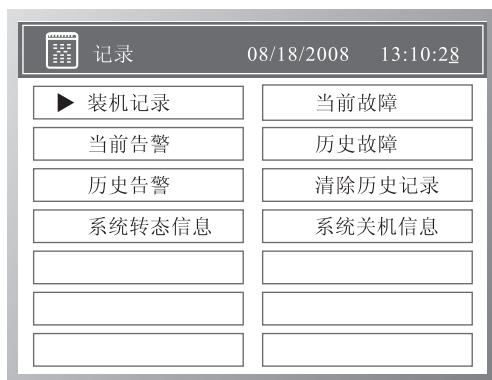 记录 08/18/2008 13:10:28
▶ 装机记录 当前故障
当前告警 历史故障
历史告警 清除历史记录
系统转态信息 系统关机信息